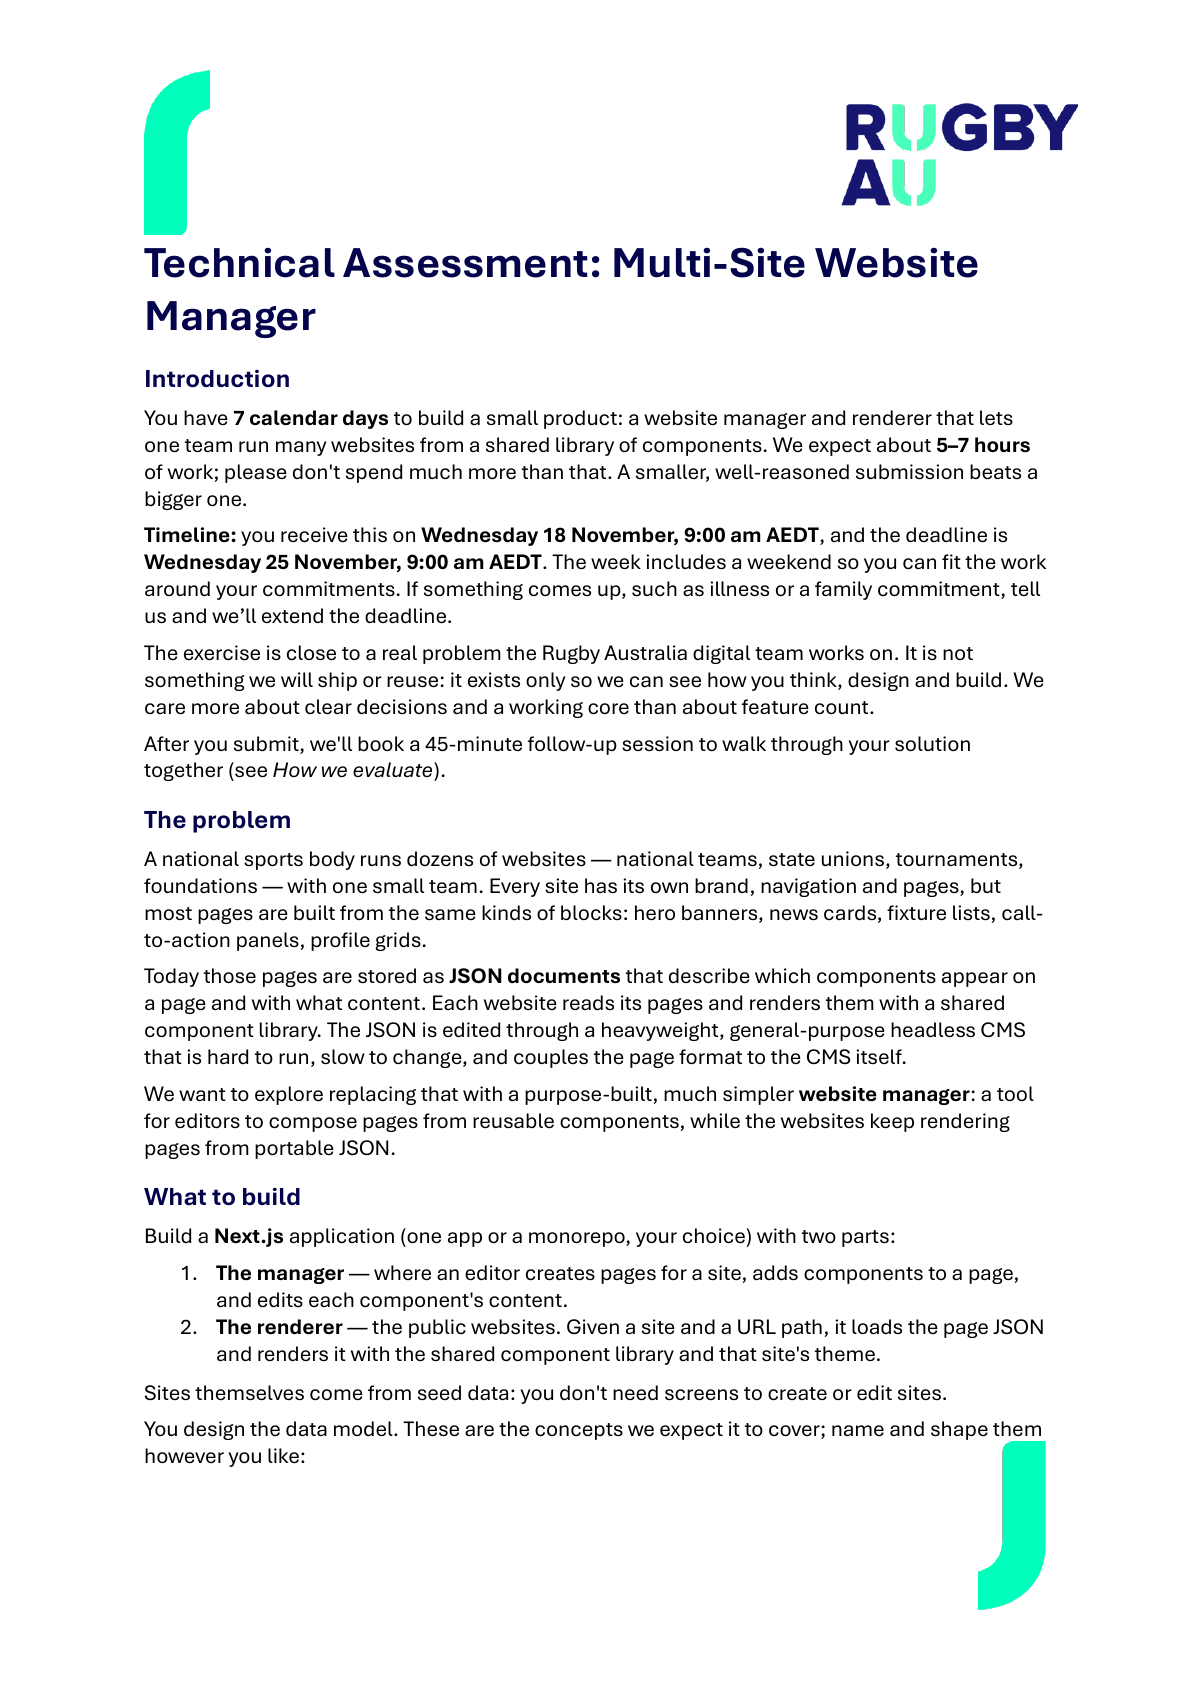 RUGBY
AU
Technical Assessment: Multi-Site Website
Manager
Introduction
You have 7 calendar days to build a small product: a website manager and renderer that lets
one team run many websites from a shared library of components. We expect about 5–7 hours
of work; please don't spend much more than that. A smaller, well-reasoned submission beats a
bigger one.
Timeline: you receive this on Wednesday 18 November, 9:00 am AEDT, and the deadline is
Wednesday 25 November, 9:00 am AEDT. The week includes a weekend so you can fit the work
around your commitments. If something comes up, such as illness or a family commitment, tell
us and we’ll extend the deadline.
The exercise is close to a real problem the Rugby Australia digital team works on. It is not
something we will ship or reuse: it exists only so we can see how you think, design and build. We
care more about clear decisions and a working core than about feature count.
After you submit, we'll book a 45-minute follow-up session to walk through your solution
together (see How we evaluate).
The problem
A national sports body runs dozens of websites — national teams, state unions, tournaments,
foundations — with one small team. Every site has its own brand, navigation and pages, but
most pages are built from the same kinds of blocks: hero banners, news cards, fixture lists, call-
to-action panels, profile grids.
Today those pages are stored as JSON documents that describe which components appear on
a page and with what content. Each website reads its pages and renders them with a shared
component library. The JSON is edited through a heavyweight, general-purpose headless CMS
that is hard to run, slow to change, and couples the page format to the CMS itself.
We want to explore replacing that with a purpose-built, much simpler website manager: a tool
for editors to compose pages from reusable components, while the websites keep rendering
pages from portable JSON.
What to build
Build a Next.js application (one app or a monorepo, your choice) with two parts:
1. The manager — where an editor creates pages for a site, adds components to a page,
and edits each component's content.
2. The renderer — the public websites. Given a site and a URL path, it loads the page JSON
and renders it with the shared component library and that site's theme.
Sites themselves come from seed data: you don't need screens to create or edit sites.
You design the data model. These are the concepts we expect it to cover; name and shape them
however you like: